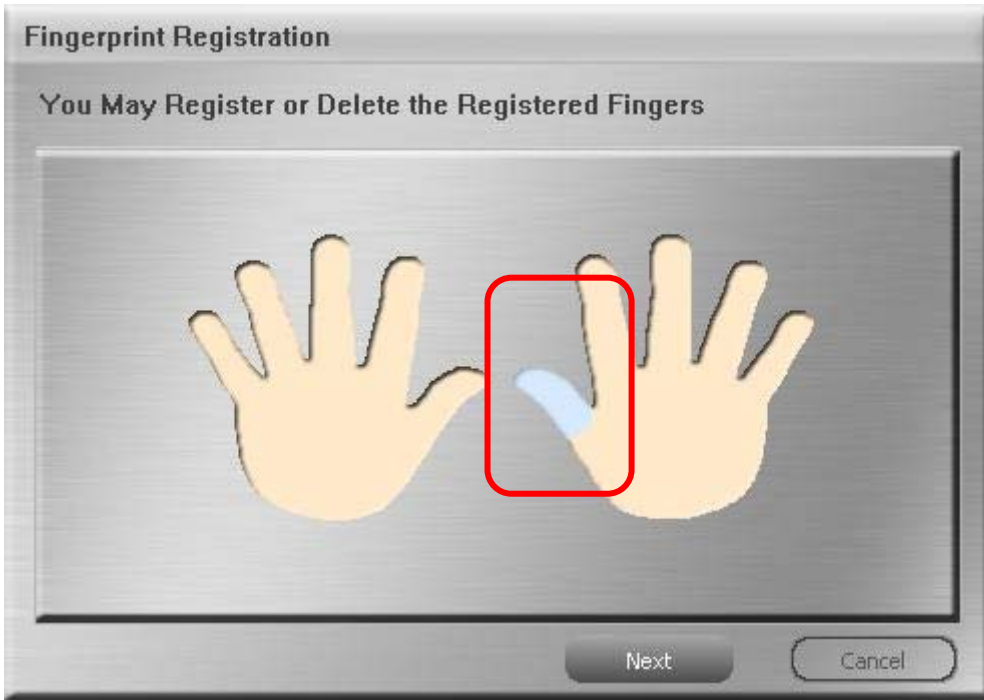 Fingerprint Registration
You May Register or Delete the Registered Fingers
Next
Cancel